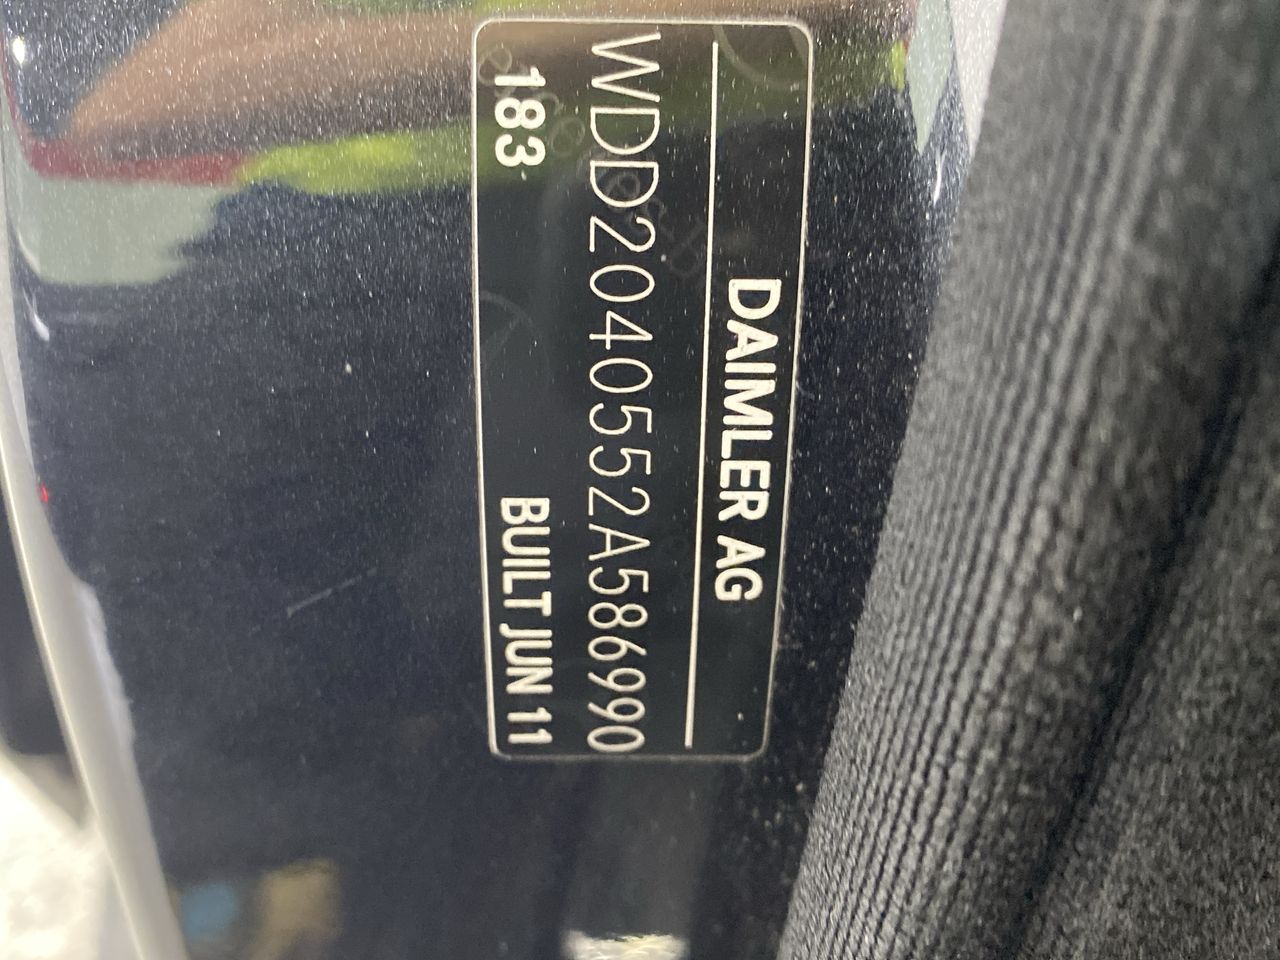 DAIMLER AG
WDD2040552A586990
183 BUILT JUN 11